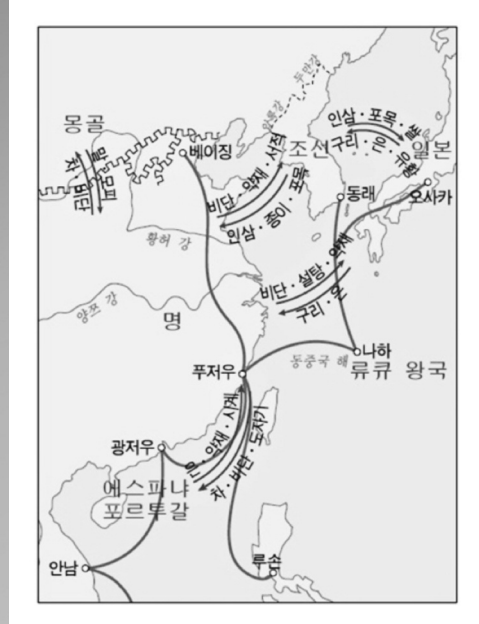 두만강
압록강
몽골
말·모피
차·비단
베이징
비단·약재·서적
인삼·종이·포목
조선
인삼·포목·쌀
구리·은·유황
일본
동래
오사카
황허 강
비단·설탕·약재
구리·은
양쯔 강
명
푸저우
동중국 해
나하
류큐 왕국
광저우
은·약재·시계
차·비단·도자기
에스파냐
포르투갈
안남
루손